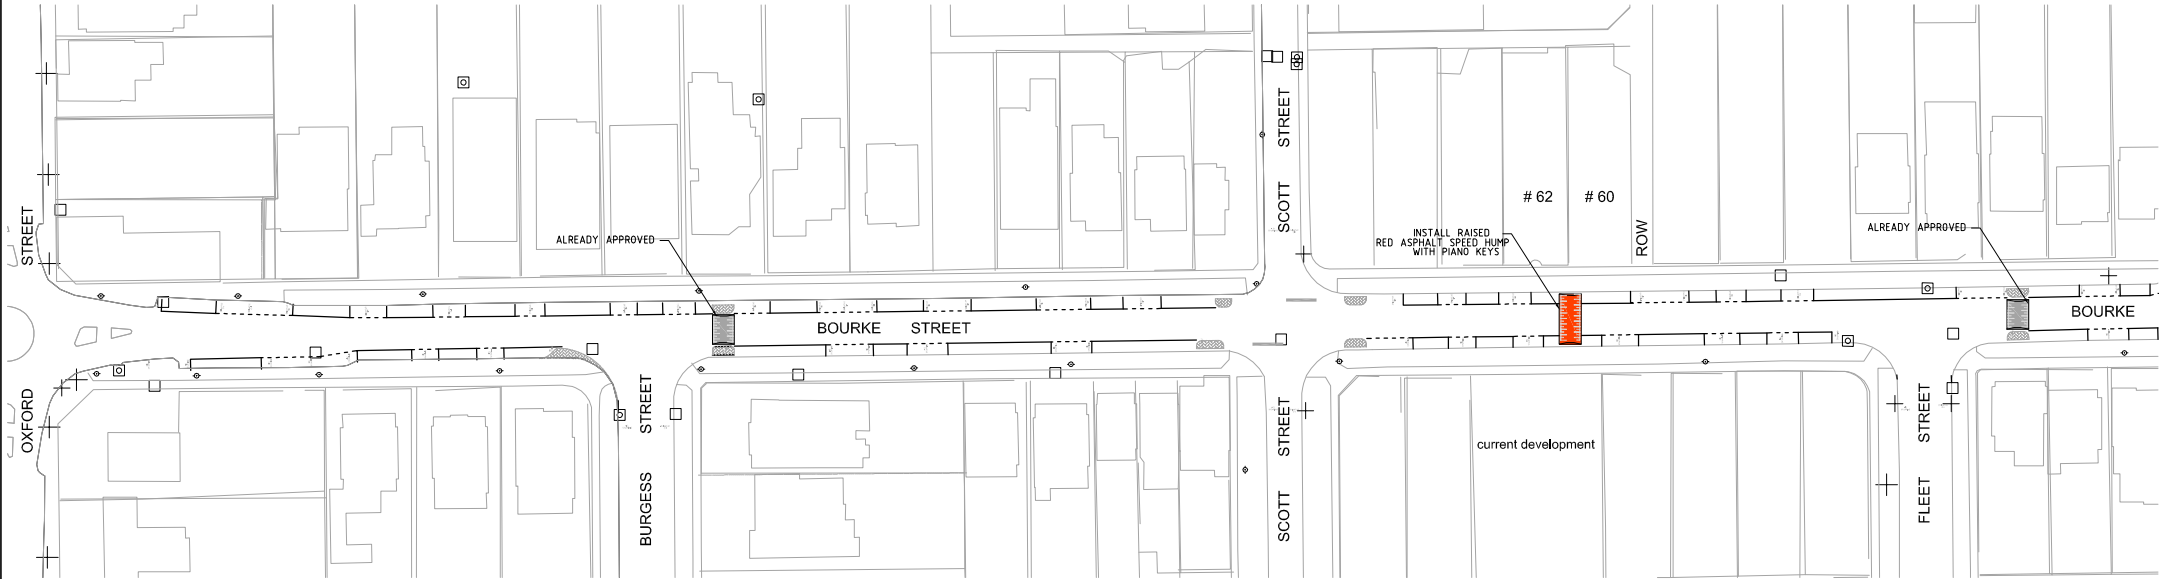 STREET
OXFORD
ALREADY APPROVED
BOURKE STREET
BURGESS STREET
SCOTT STREET
SCOTT STREET
INSTALL RAISED
RED ASPHALT SPEED HUMP
WITH PIANO KEYS
# 62
# 60
ROW
ALREADY APPROVED
BOURKE
current development
FLEET STREET